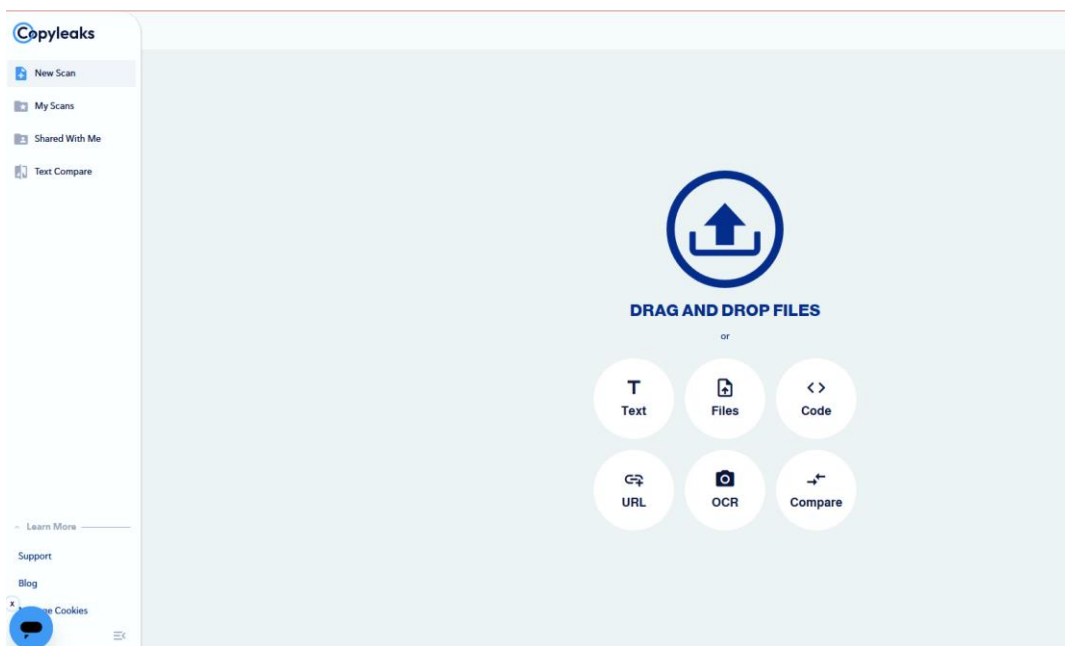 Copyleaks
New Scan
My Scans
Shared With Me
Text Compare
DRAG AND DROP FILES
or
T
Text
Files
Code
URL
OCR
Compare
Learn More
Support
Blog
x
Cookies